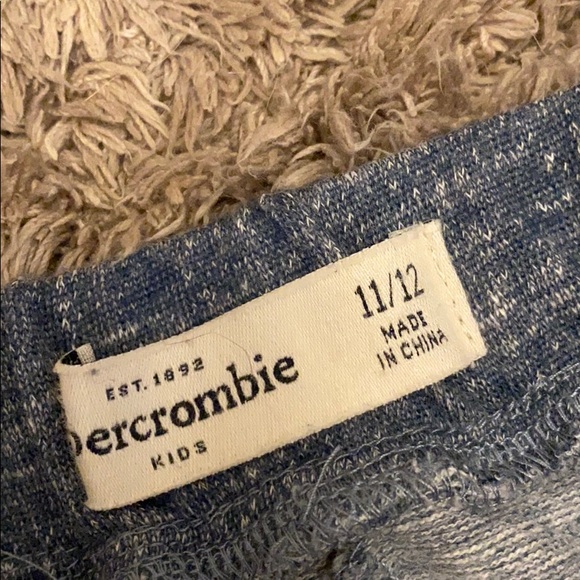 EST. 1892
bercrombie
KIDS
11/12
MADE
IN CHINA